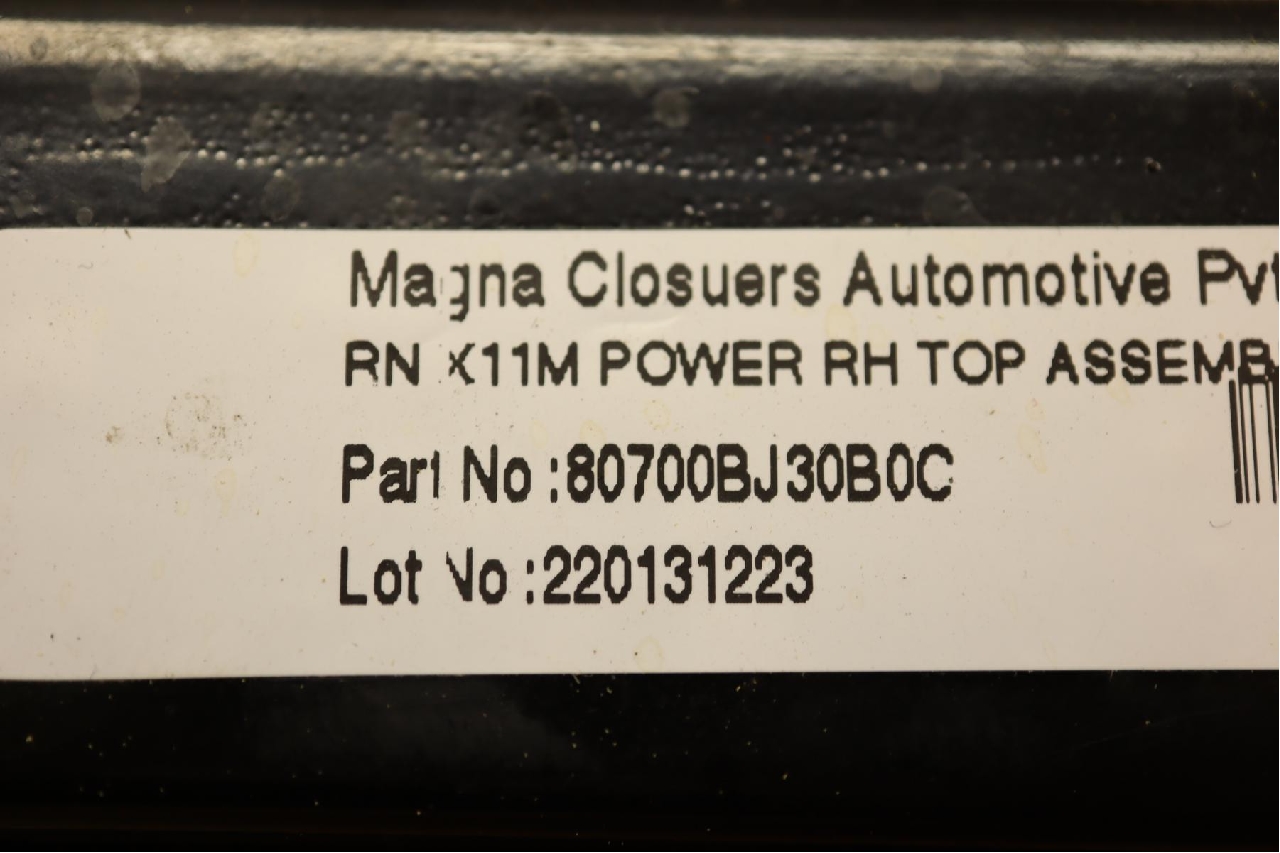 Magna Closuers Automotive Pvt
RN X11M POWER RH TOP ASSEMB
Part No :80700BJ30B0C
Lot No :220131223